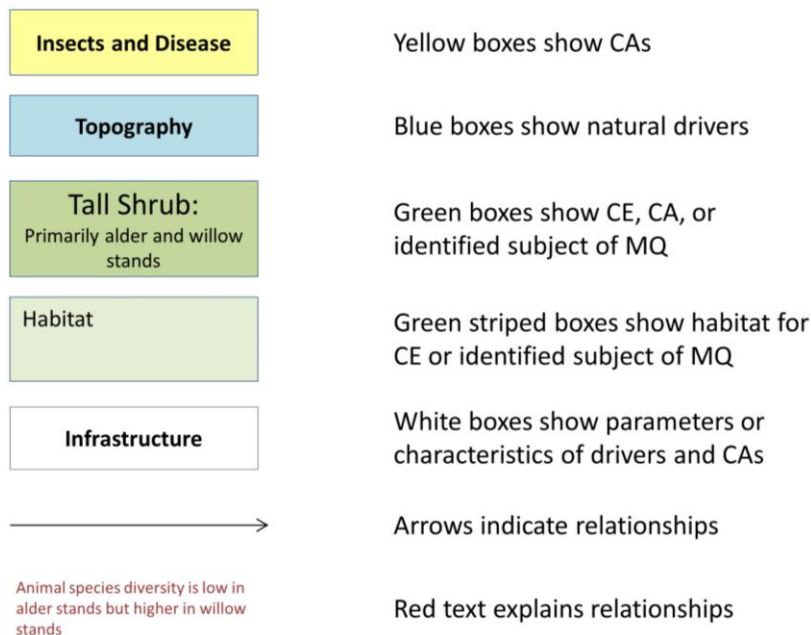 Insects and Disease
Yellow boxes show CAs
Topography
Blue boxes show natural drivers
Tall Shrub:
Primarily alder and willow
stands
Green boxes show CE, CA, or
identified subject of MQ
Habitat
Green striped boxes show habitat for
CE or identified subject of MQ
Infrastructure
White boxes show parameters or
characteristics of drivers and CAs
Arrows indicate relationships
Animal species diversity is low in
alder stands but higher in willow
stands
Red text explains relationships